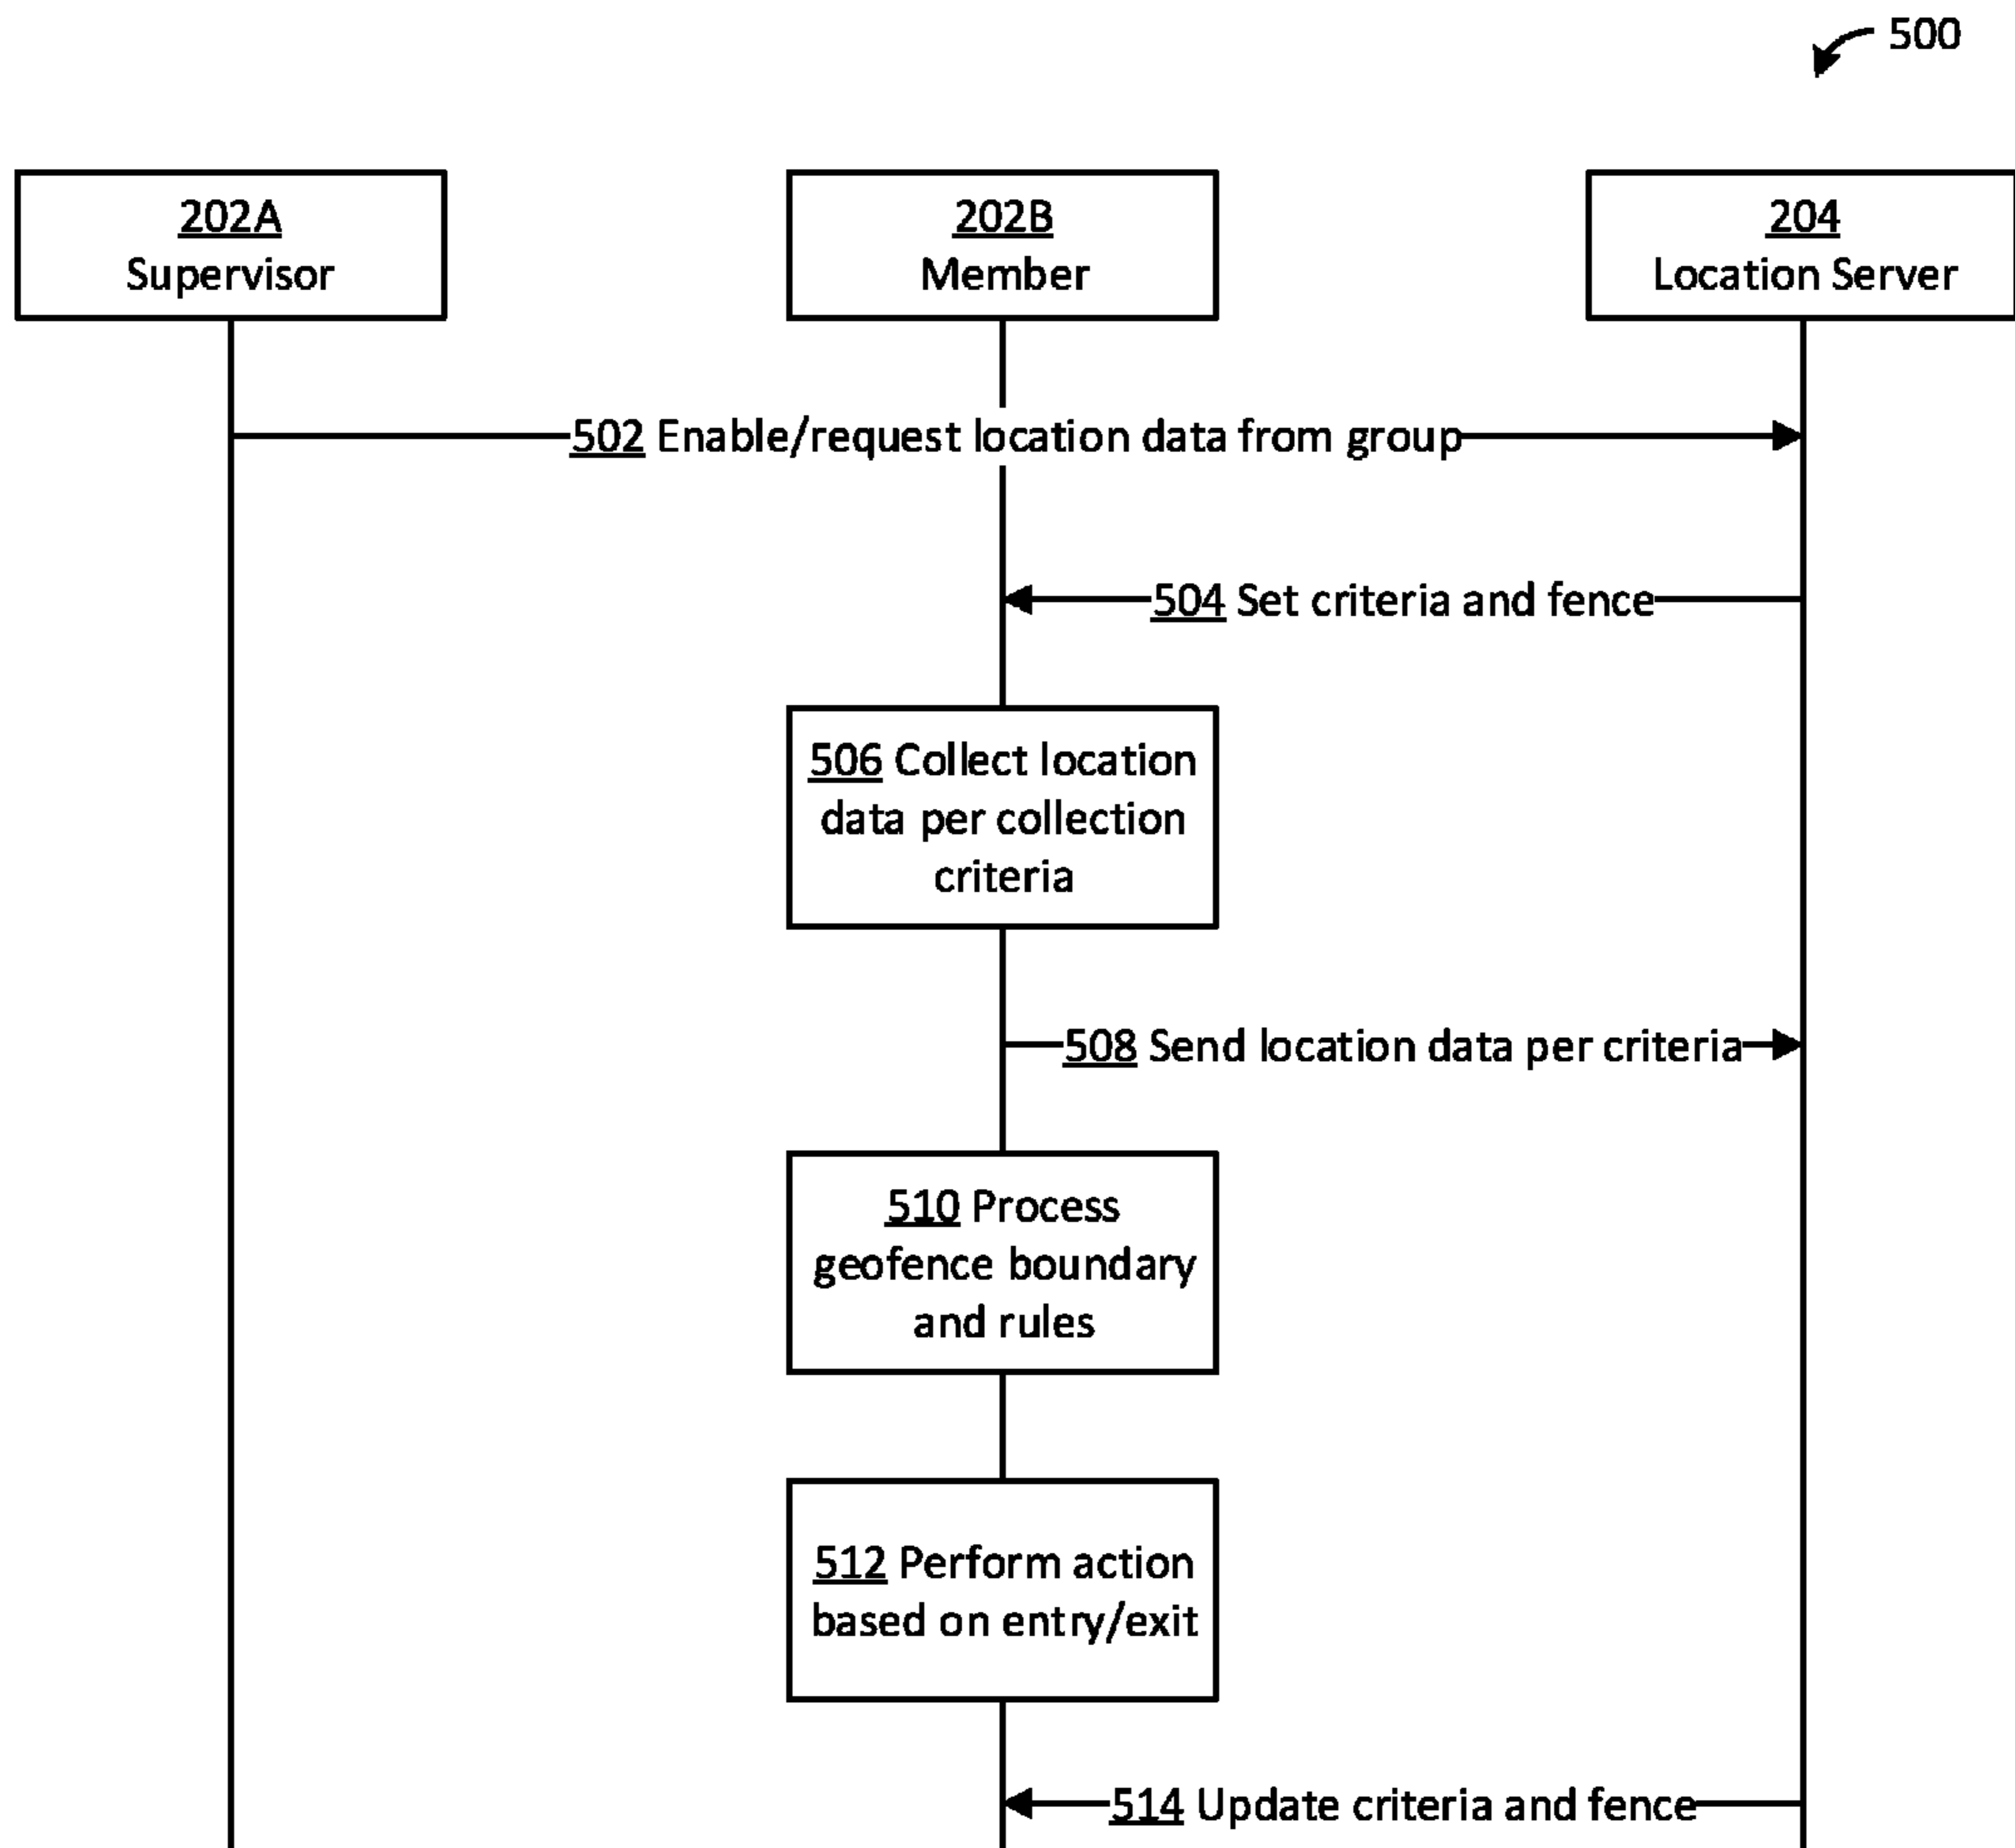 500
202A
Supervisor
202B
Member
204
Location Server
502 Enable/request location data from group
504 Set criteria and fence
506 Collect location
data per collection
criteria
508 Send location data per criteria
510 Process
geofence boundary
and rules
512 Perform action
based on entry/exit
514 Update criteria and fence